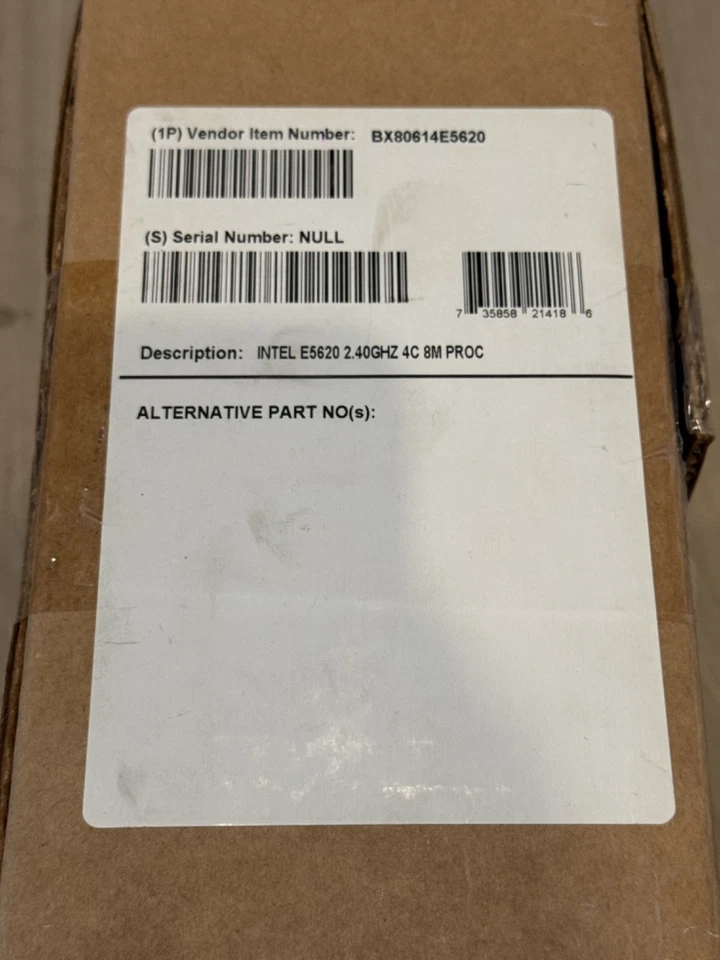 (1P) Vendor Item Number: BX80614E5620
(S) Serial Number: NULL
7 35858 21418 6
Description: INTEL E5620 2.40GHZ 4C 8M PROC
ALTERNATIVE PART NO(s):